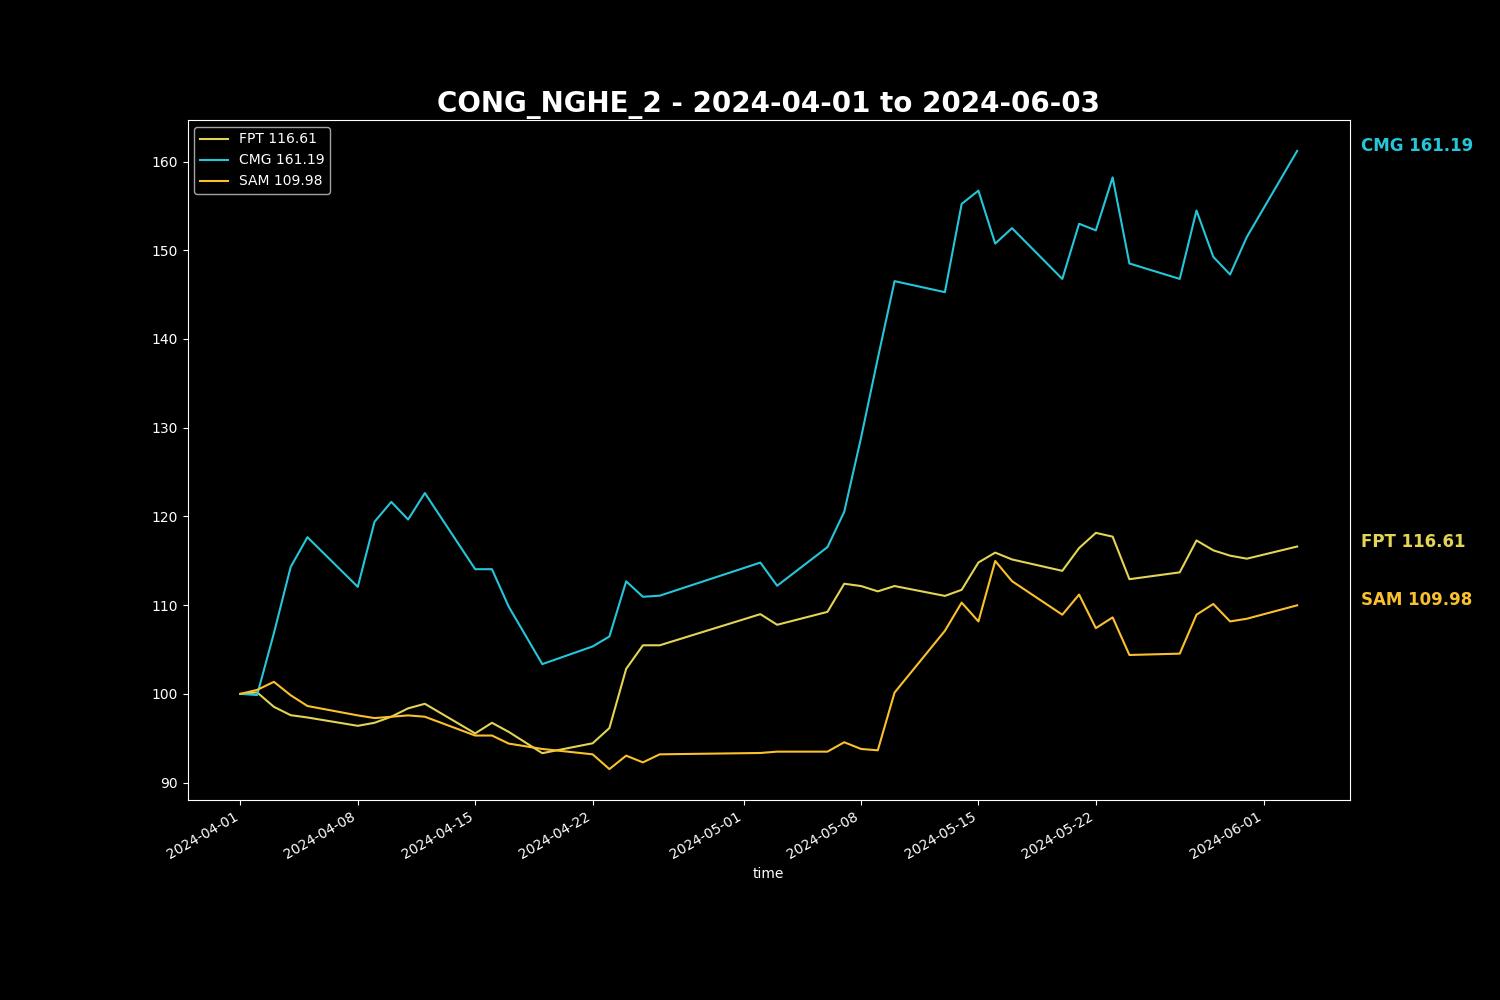 CONG_NGHE_2 - 2024-04-01 to 2024-06-03
FPT 116.61
CMG 161.19
SAM 109.98
160
150
140
130
120
110
100
90
CMG 161.19
FPT 116.61
SAM 109.98
2024-04-01
2024-04-08
2024-04-15
2024-04-22
2024-05-01
2024-05-08
2024-05-15
2024-05-22
2024-06-01
time